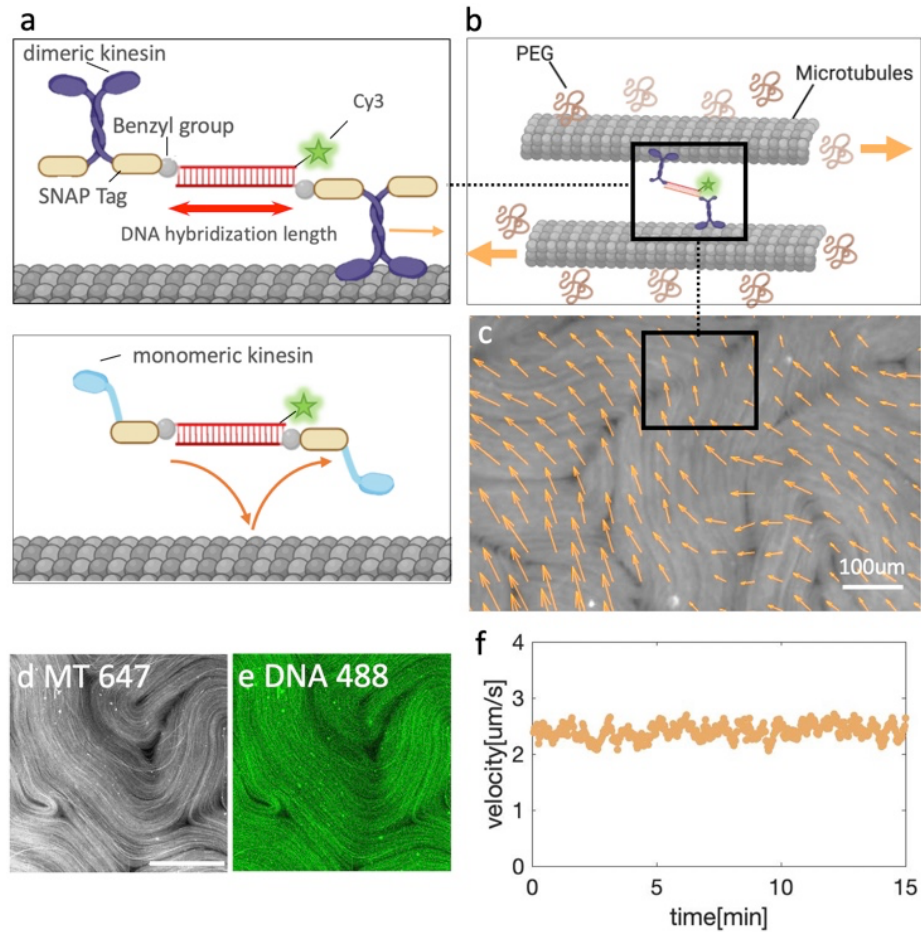 a
dimeric kinesin
Cy3
Benzyl group
SNAP Tag
DNA hybridization length
monomeric kinesin
b
PEG
Microtubules
c
100um
d MT 647
e DNA 488
f
velocity[um/s]
4
3
2
1
0
0 5 10 15
time[min]